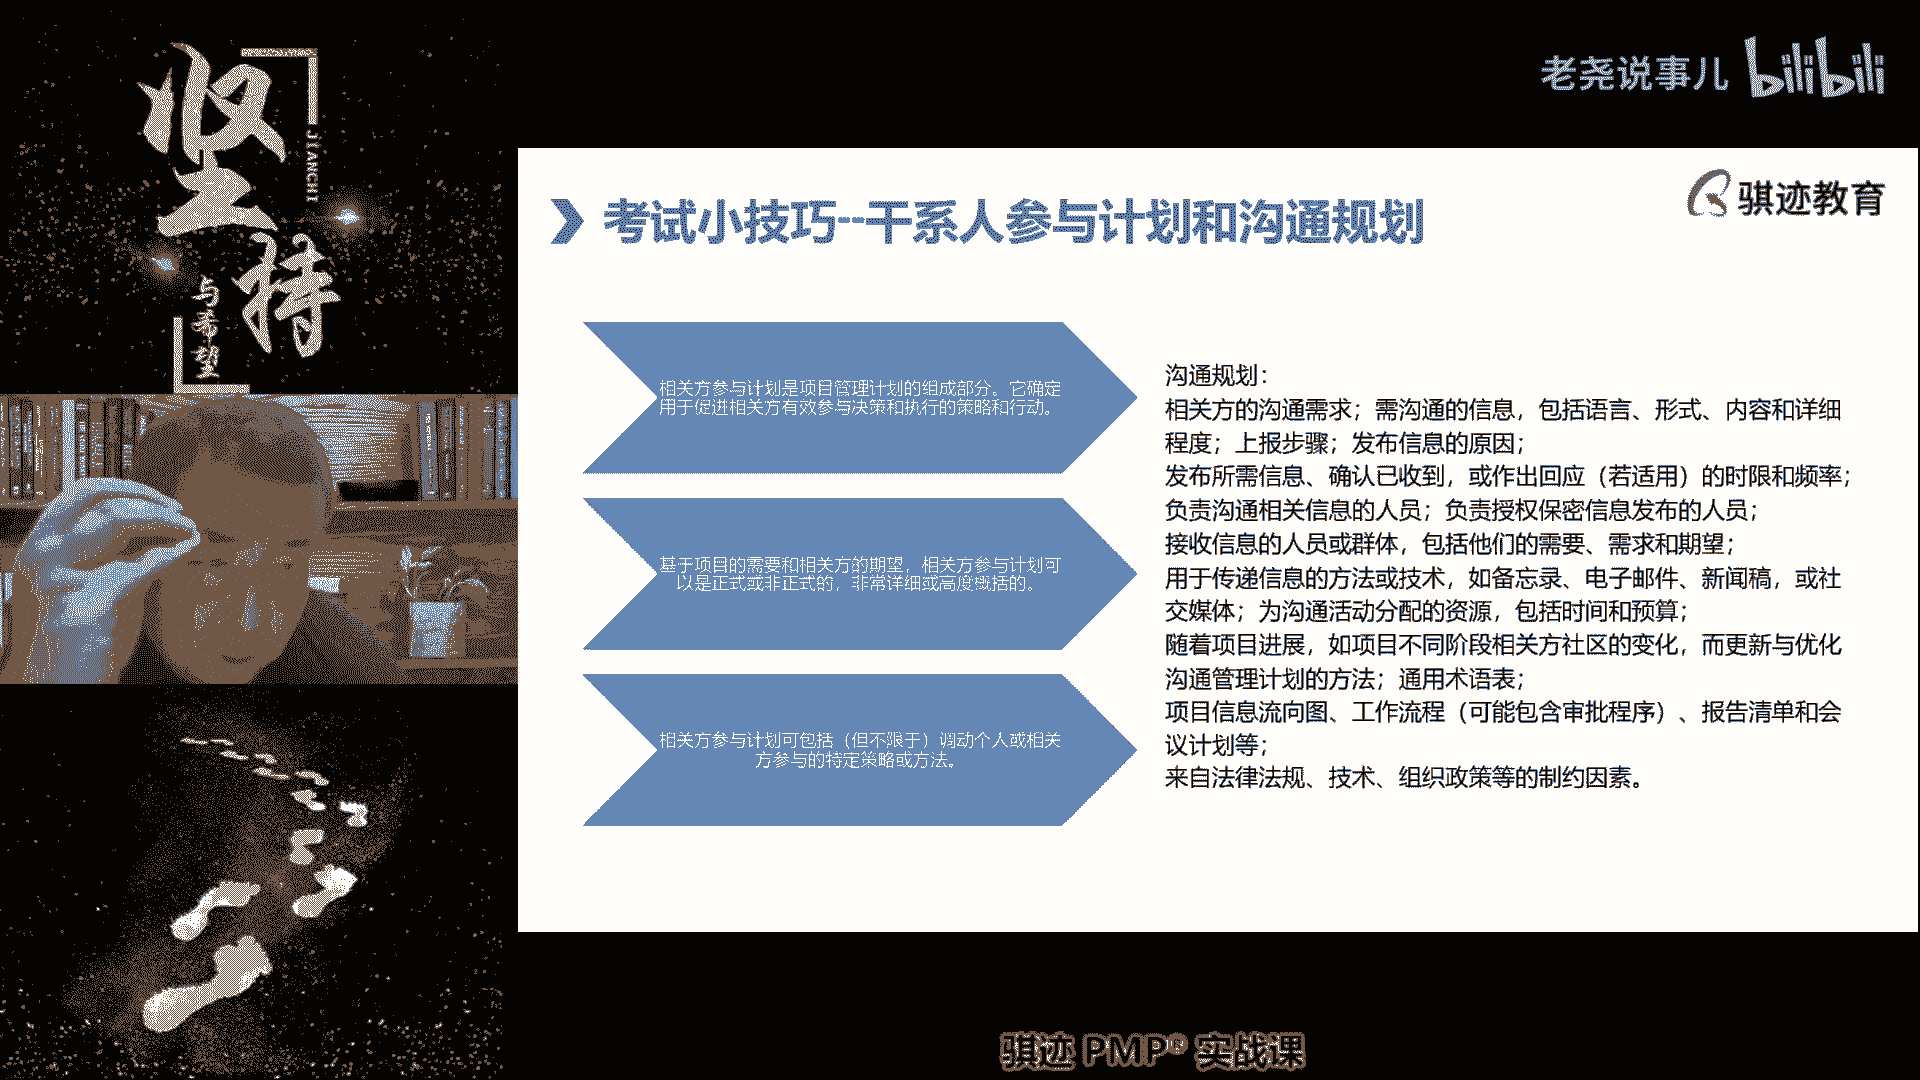 坚持
JIANCHI
与希望
老尧说事儿 bilibili
骐迹教育
考试小技巧--干系人参与计划和沟通规划
相关方参与计划是项目管理计划的组成部分。它确定
用于促进相关方有效参与决策和执行的策略和行动。
基于项目的需要和相关方的期望，相关方参与计划可
以是正式或非正式的，非常详细或高度概括的。
相关方参与计划可包括（但不限于）调动个人或相关
方参与的特定策略或方法。
沟通规划：
相关方的沟通需求；需沟通的信息，包括语言、形式、内容和详细
程度；上报步骤；发布信息的原因；
发布所需信息、确认已收到，或作出回应（若适用）的时限和频率；
负责沟通相关信息的人员；负责授权保密信息发布的人员；
接收信息的人员或群体，包括他们的需要、需求和期望；
用于传递信息的方法或技术，如备忘录、电子邮件、新闻稿，或社
交媒体；为沟通活动分配的资源，包括时间和预算；
随着项目进展，如项目不同阶段相关方社区的变化，而更新与优化
沟通管理计划的方法；通用术语表；
项目信息流向图、工作流程（可能包含审批程序）、报告清单和会
议计划等；
来自法律法规、技术、组织政策等的制约因素。
骐迹 PMP® 实战课